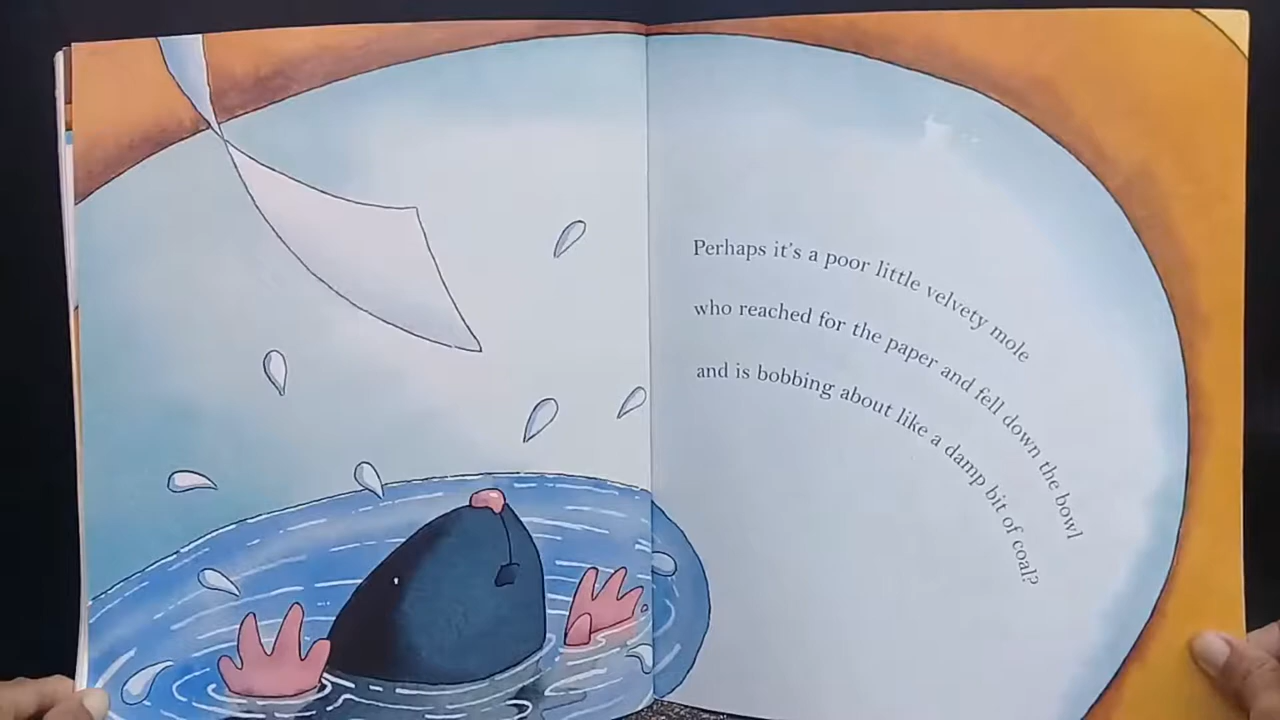 Perhaps it's a poor little velvety mole
who reached for the paper and fell down the bowl
and is bobbing about like a damp bit of coal?